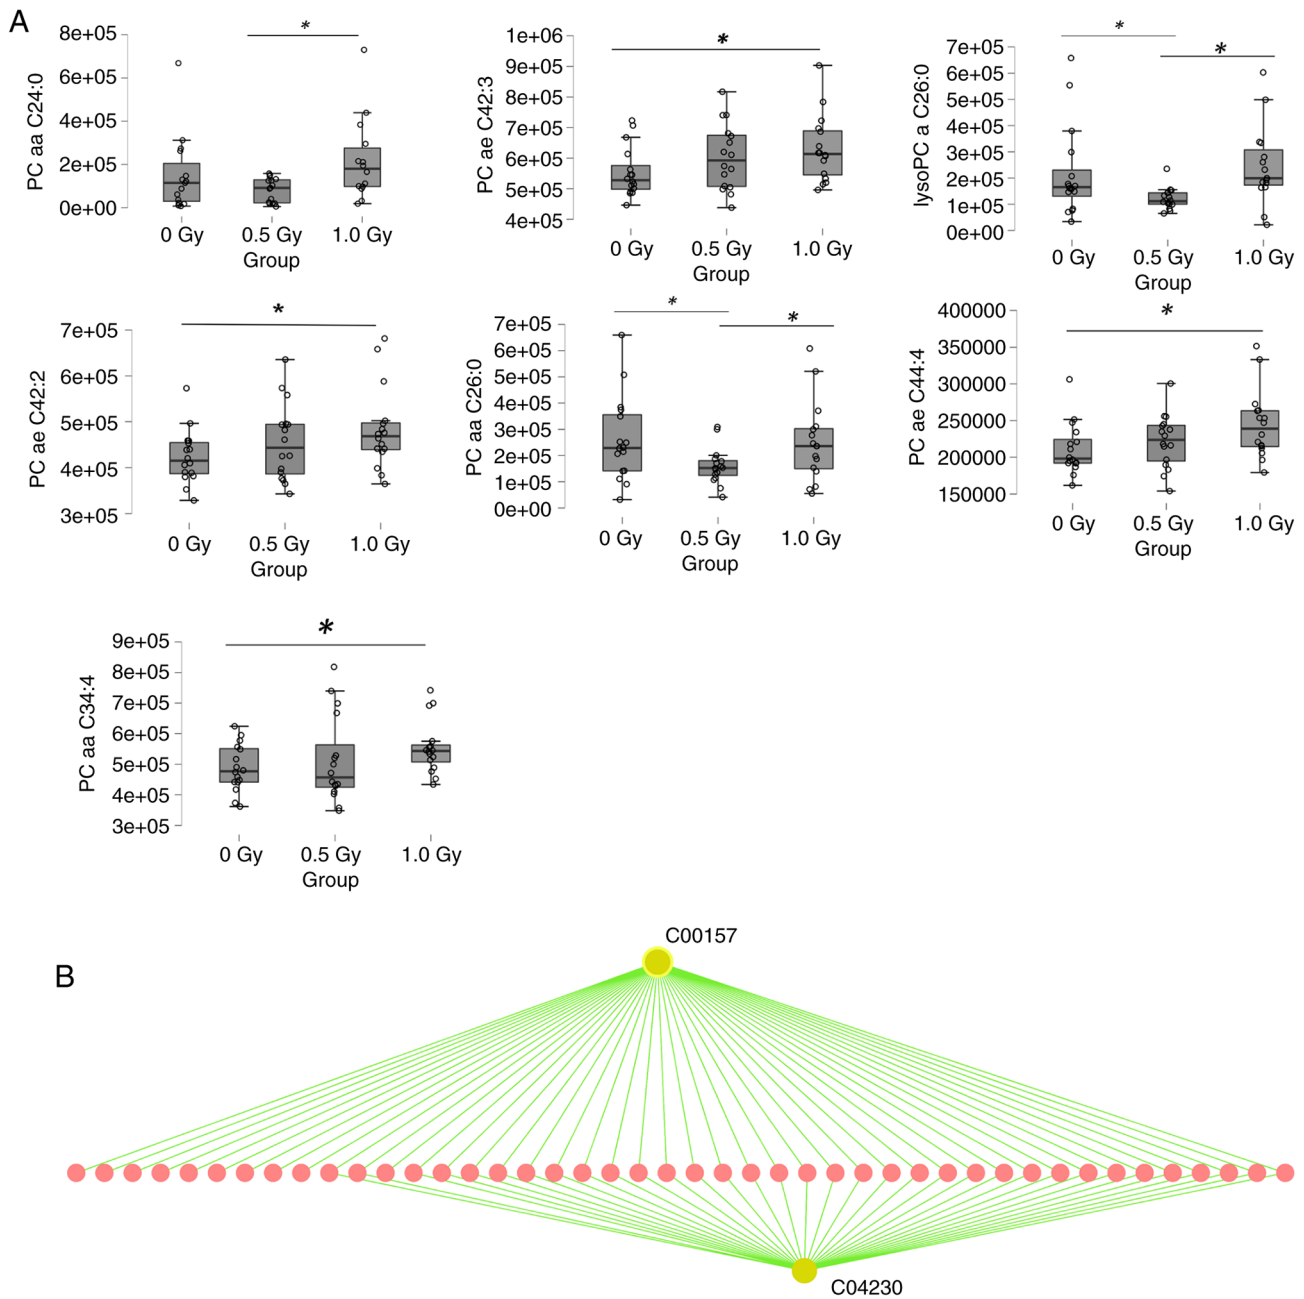 A
PC aa C24:0
8e+05
6e+05
4e+05
2e+05
0e+00
*
0 Gy 0.5 Gy 1.0 Gy
Group
PC ae C42:3
1e+06
9e+05
8e+05
7e+05
6e+05
5e+05
4e+05
*
0 Gy 0.5 Gy 1.0 Gy
Group
lysoPC a C26:0
7e+05
6e+05
5e+05
4e+05
3e+05
2e+05
1e+05
0e+00
* *
0 Gy 0.5 Gy 1.0 Gy
Group
PC ae C42:2
7e+05
6e+05
5e+05
4e+05
3e+05
*
0 Gy 0.5 Gy 1.0 Gy
Group
PC aa C26:0
7e+05
6e+05
5e+05
4e+05
3e+05
2e+05
1e+05
0e+00
* *
0 Gy 0.5 Gy 1.0 Gy
Group
PC ae C44:4
400000
350000
300000
250000
200000
150000
*
0 Gy 0.5 Gy 1.0 Gy
Group
PC aa C34:4
9e+05
8e+05
7e+05
6e+05
5e+05
4e+05
3e+05
*
0 Gy 0.5 Gy 1.0 Gy
Group
B
C00157
C04230